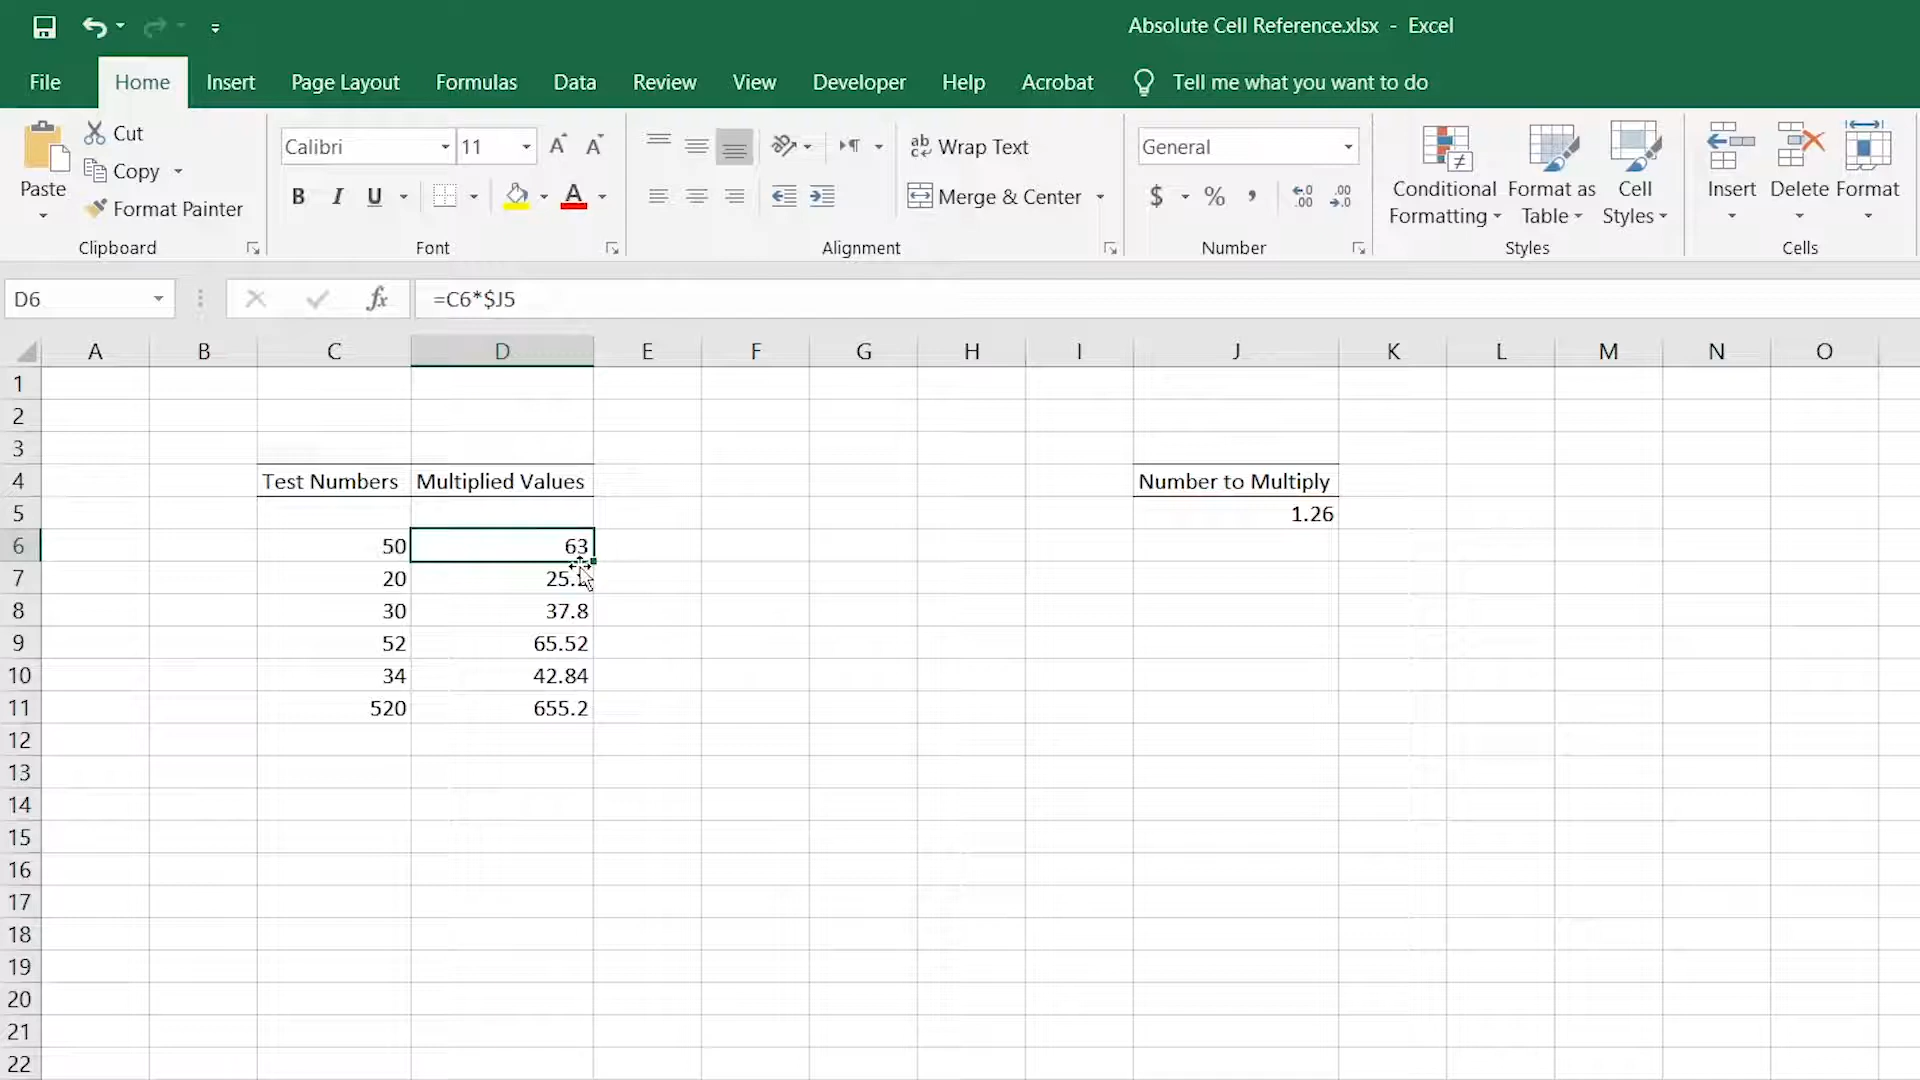 Absolute Cell Reference.xlsx - Excel
File Home Insert Page Layout Formulas Data Review View Developer Help Acrobat Tell me what you want to do
Paste
Cut
Copy
Format Painter
Clipboard
Calibri 11
B I U A
Font
Wrap Text
Merge & Center
Alignment
General
$ % ,
Number
Conditional Formatting
Format as Table
Cell Styles
Styles
Insert Delete Format
Cells
D6 fx =C6*$J5
A B C D E F G H I J K L M N O
1
2
3
4 Test Numbers Multiplied Values Number to Multiply
5 1.26
6 50 63
7 20 25.
8 30 37.8
9 52 65.52
10 34 42.84
11 520 655.2
12
13
14
15
16
17
18
19
20
21
22